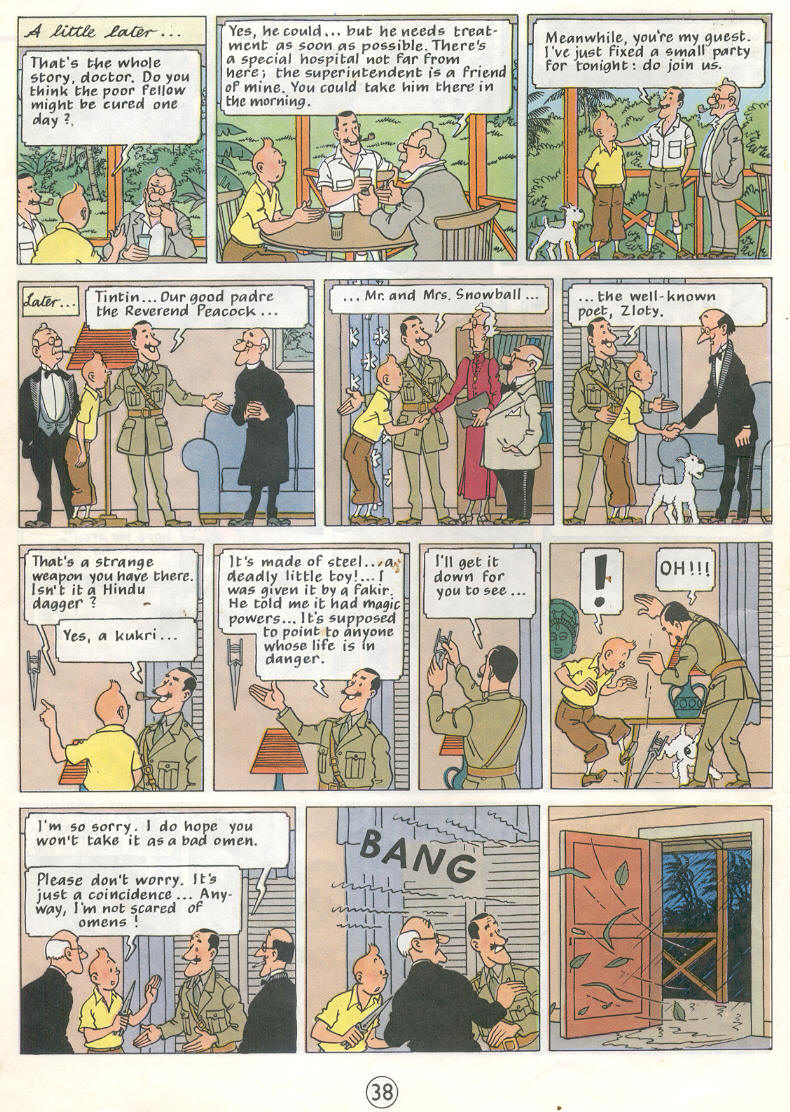 A little later...
That's the whole
story, doctor. Do you
think the poor fellow
might be cured one
day?
Yes, he could... but he needs treat-
ment as soon as possible. There's
a special hospital not far from
here; the superintendent is a friend
of mine. You could take him there in
the morning.
Meanwhile, you're my guest.
I've just fixed a small party
for tonight: do join us.
Later...
Tintin... Our good padre
the Reverend Peacock...
... Mr. and Mrs. Snowball...
... the well-known
poet, Zloty.
That's a strange
weapon you have there.
Isn't it a Hindu
dagger?
Yes, a kukri...
It's made of steel... a
deadly little toy!... I
was given it by a fakir.
He told me it had magic
powers... It's supposed
to point to anyone
whose life is in
danger.
I'll get it
down for
you to see...
!
OH!!!
I'm so sorry. I do hope you
won't take it as a bad omen.
Please don't worry. It's
just a coincidence... Any-
way, I'm not scared of
omens!
BANG
38